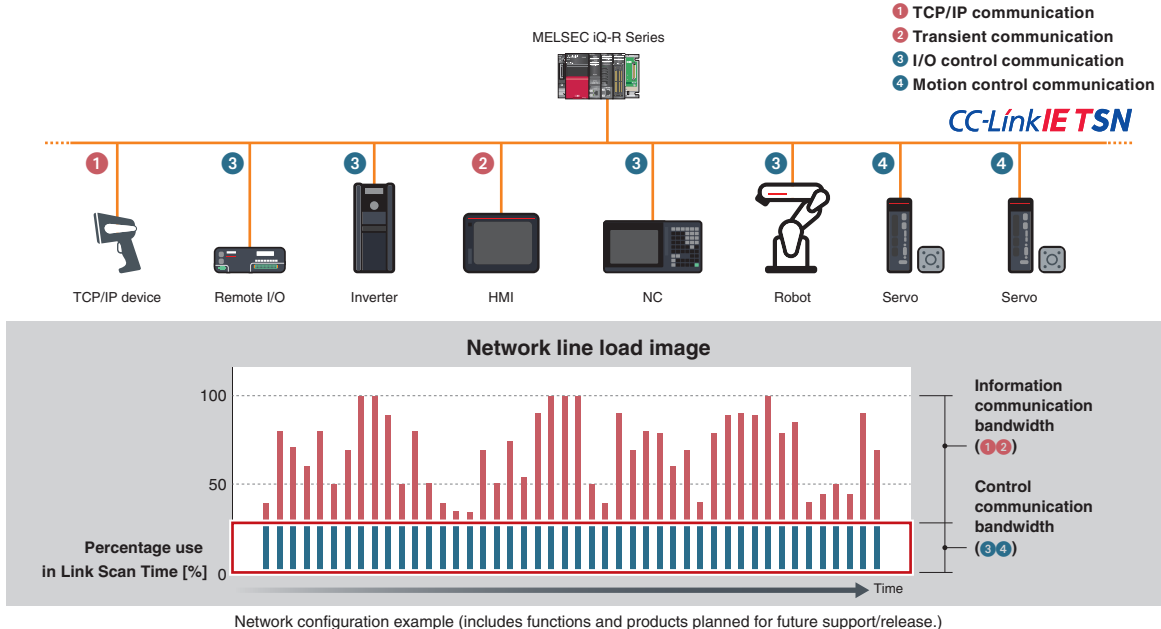 1 TCP/IP communication
2 Transient communication
3 I/O control communication
4 Motion control communication
MELSEC iQ-R Series
CC-Link IE TSN
1 3 3 2 3 3 4 4
TCP/IP device Remote I/O Inverter HMI NC Robot Servo Servo
Network line load image
100
50
0
Percentage use
in Link Scan Time [%]
Time
Information
communication
bandwidth
(1 2)
Control
communication
bandwidth
(3 4)
Network configuration example (includes functions and products planned for future support/release.)